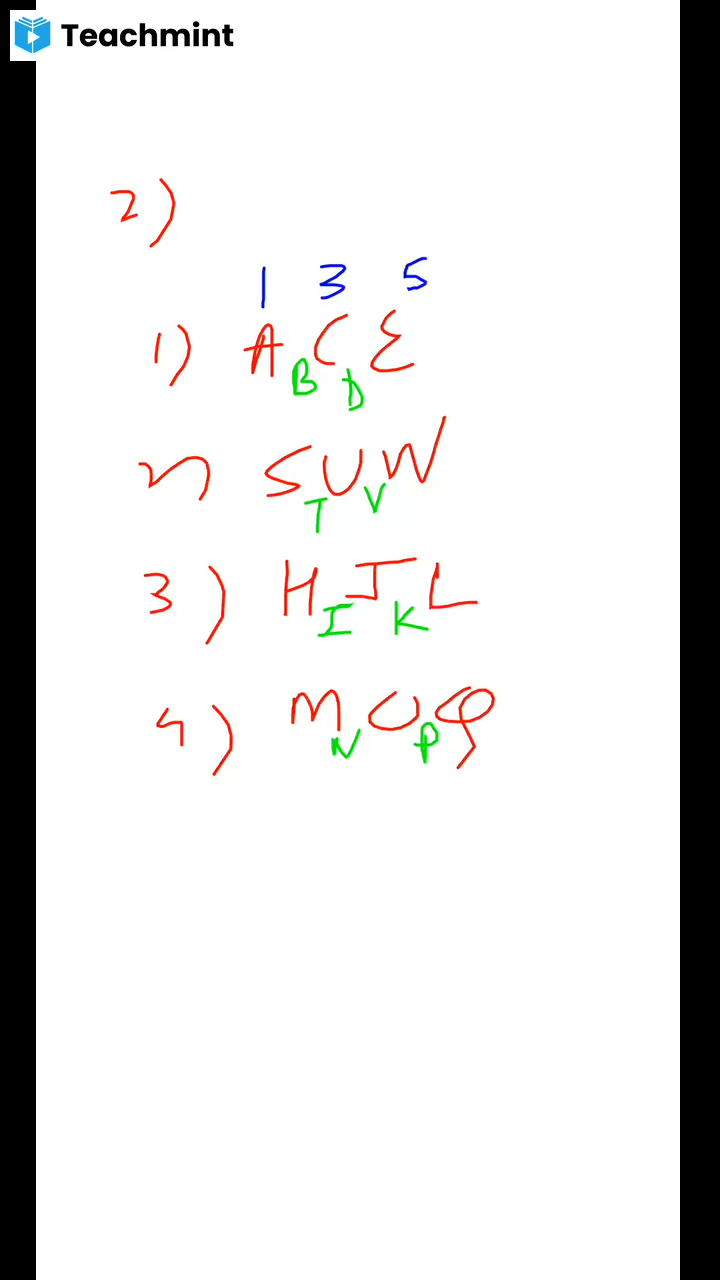 Teachmint
2)
1 3 5
1) A B C D E
2) S T U V W
3) H I J K L
4) M N O P Q